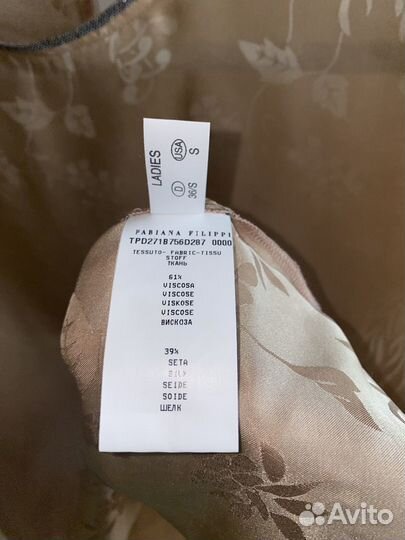 LADIES
USA S
D 36/S
FABIANA FILIPPI
TPD271B756D287 0000
TESSUTO- FABRIC-TISSU
STOFF
ТКАНЬ
61%
VISCOSA
VISCOSE
VISKOSE
VISCOSE
ВИСКОЗА
39%
SETA
SILK
SEIDE
SOIDE
ШЕЛК
Avito